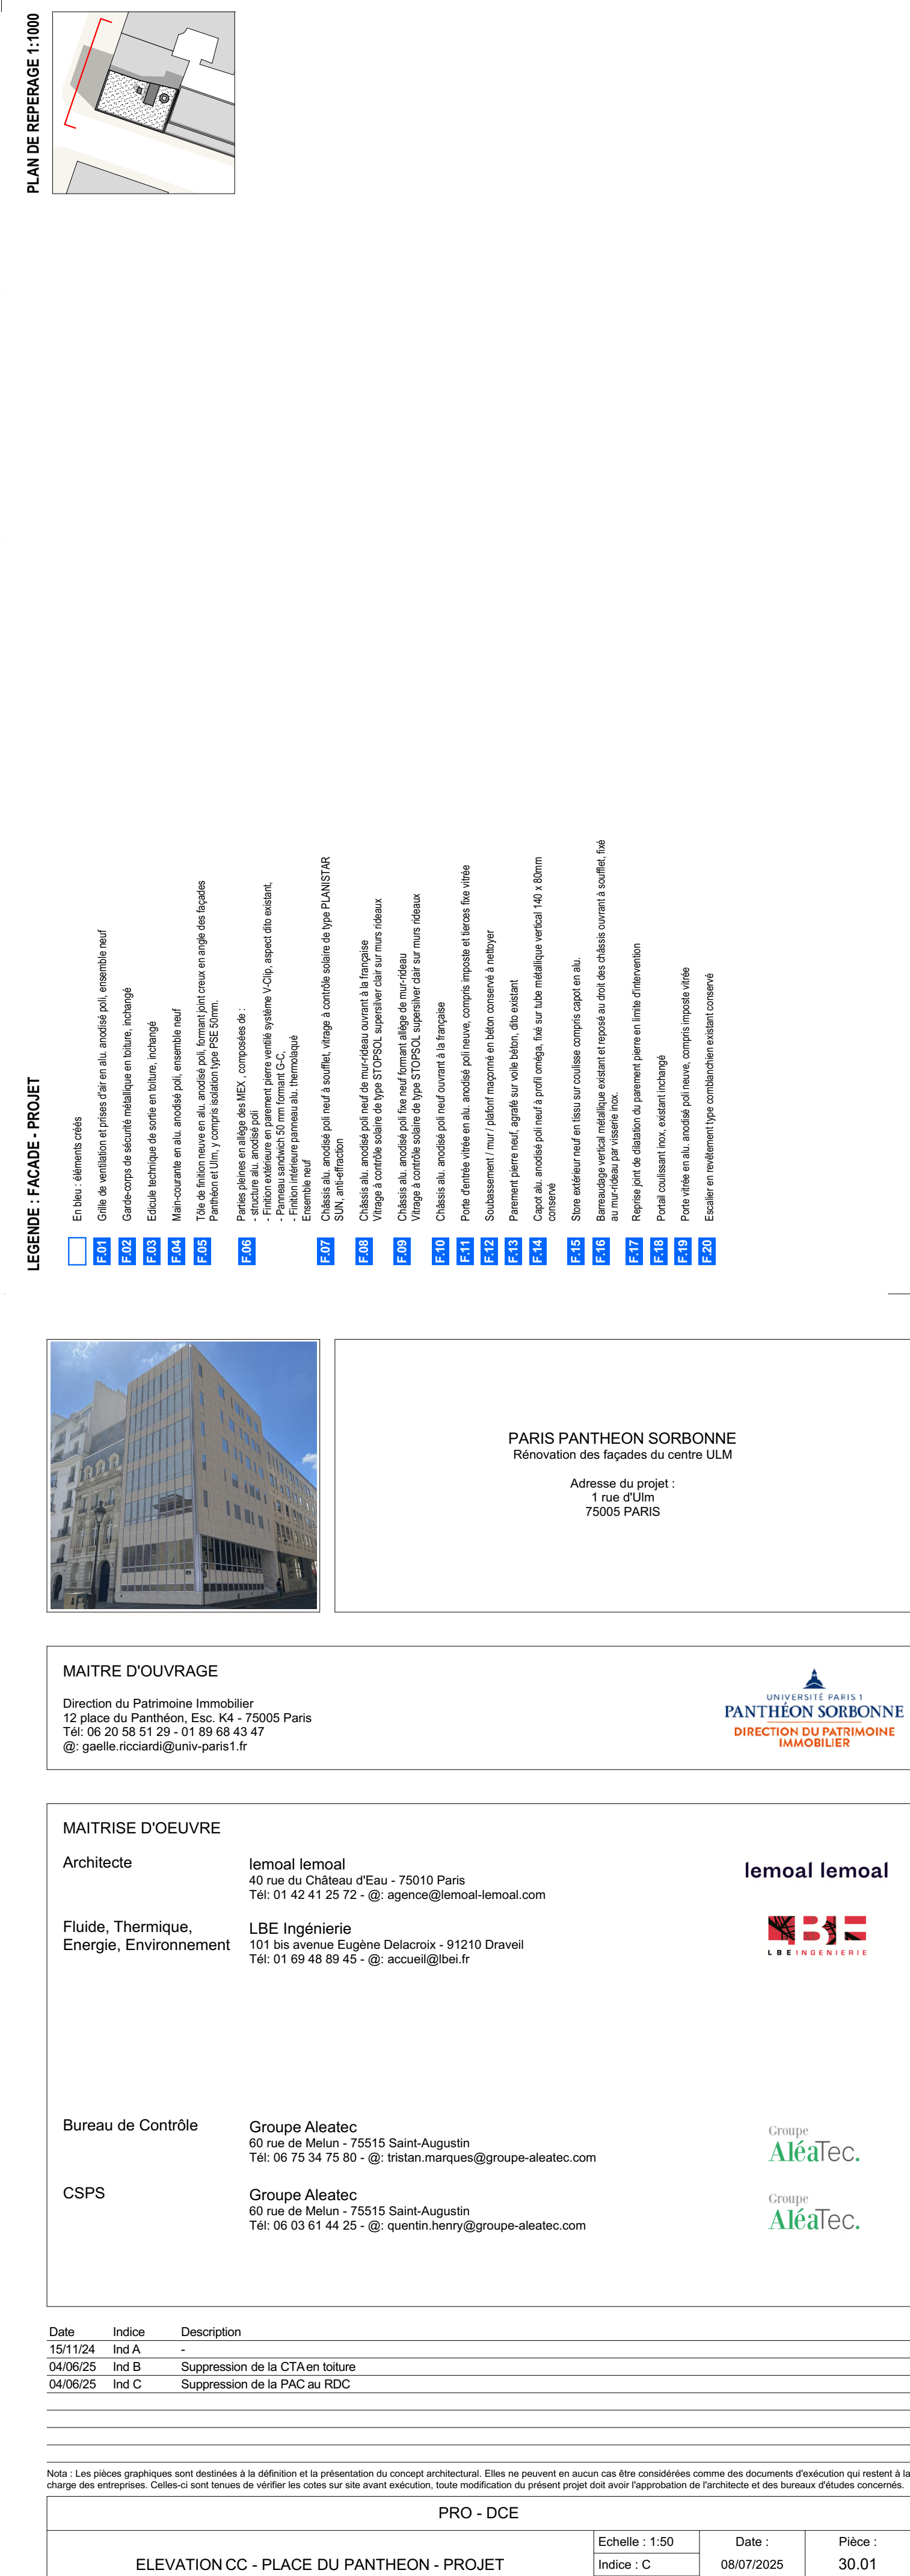 PLAN DE REPERAGE 1:1000
LEGENDE : FACADE - PROJET
En bleu : éléments créés
F.01 Grille de ventilation et prises d'air en alu. anodisé poli, ensemble neuf
F.02 Garde-corps de sécurité métallique en toiture, inchangé
F.03 Edicule technique de sortie en toiture, inchangé
F.04 Main-courante en alu. anodisé poli, ensemble neuf
F.05 Tôle de finition neuve en alu. anodisé poli, formant joint creux en angle des façades
Panthéon et Ulm, y compris isolation type PSE 50mm.
F.06 Parties pleines en allège des MEX , composées de :
- structure alu. anodise poli
- Finition extérieure en parement pierre ventilé système V-Clip, aspect dito existant,
- Panneau sandwich 50 mm formant G-C,
- Finition intérieure panneau alu. thermolaqué
Ensemble neuf
F.07 Châssis alu. anodisé poli neuf à soufflet, vitrage à contrôle solaire de type PLANISTAR
SUN, anti-effraction
F.08 Châssis alu. anodisé poli neuf de mur-rideau ouvrant à la française
Vitrage à contrôle solaire de type STOPSOL supersilver clair sur murs rideaux
F.09 Châssis alu. anodisé poli fixe neuf formant allège de mur-rideau
Vitrage à contrôle solaire de type STOPSOL supersilver clair sur murs rideaux
F.10 Châssis alu. anodisé poli neuf ouvrant à la française
F.11 Porte d'entrée vitrée en alu. anodisé poli neuve, compris imposte et tierces fixe vitrée
F.12 Soubassement / mur / plafonf maçonné en béton conservé à nettoyer
F.13 Parement pierre neuf, agrafé sur voile béton, dito existant
F.14 Capot alu. anodisé poli neuf à profil oméga, fixé sur tube métallique vertical 140 x 80mm
conservé
F.15 Store extérieur neuf en tissu sur coulisse compris capot en alu.
F.16 Barreaudage vertical métallique existant et reposé au droit des châssis ouvrant à soufflet, fixé
au mur-rideau par visserie inox.
F.17 Reprise joint de dilatation du parement pierre en limite d'intervention
F.18 Portail coulissant inox, existant inchangé
F.19 Porte vitrée en alu. anodisé poli neuve, compris imposte vitrée
F.20 Escalier en revêtement type comblanchien existant conservé
PARIS PANTHEON SORBONNE
Rénovation des façades du centre ULM
Adresse du projet :
1 rue d'Ulm
75005 PARIS
MAITRE D'OUVRAGE
Direction du Patrimoine Immobilier
12 place du Panthéon, Esc. K4 - 75005 Paris
Tél: 06 20 58 51 29 - 01 89 68 43 47
@: gaelle.ricciardi@univ-paris1.fr
UNIVERSITÉ PARIS 1
PANTHÉON SORBONNE
DIRECTION DU PATRIMOINE
IMMOBILIER
MAITRISE D'OEUVRE
Architecte
lemoal lemoal
40 rue du Château d'Eau - 75010 Paris
Tél: 01 42 41 25 72 - @: agence@lemoal-lemoal.com
lemoal lemoal
Fluide, Thermique,
Energie, Environnement
LBE Ingénierie
101 bis avenue Eugène Delacroix - 91210 Draveil
Tél: 01 69 48 89 45 - @: accueil@lbei.fr
LBE
LBE INGENIERIE
Bureau de Contrôle
Groupe Aleatec
60 rue de Melun - 75515 Saint-Augustin
Tél: 06 75 34 75 80 - @: tristan.marques@groupe-aleatec.com
Groupe
AléaTec.
CSPS
Groupe Aleatec
60 rue de Melun - 75515 Saint-Augustin
Tél: 06 03 61 44 25 - @: quentin.henry@groupe-aleatec.com
Groupe
AléaTec.
Date Indice Description
15/11/24 Ind A -
04/06/25 Ind B Suppression de la CTA en toiture
04/06/25 Ind C Suppression de la PAC au RDC
Nota : Les pièces graphiques sont destinées à la définition et la présentation du concept architectural. Elles ne peuvent en aucun cas être considérées comme des documents d'exécution qui restent à la
charge des entreprises. Celles-ci sont tenues de vérifier les cotes sur site avant exécution, toute modification du présent projet doit avoir l'approbation de l'architecte et des bureaux d'études concernés.
PRO - DCE
ELEVATION CC - PLACE DU PANTHEON - PROJET
Echelle : 1:50
Indice : C
Date :
08/07/2025
Pièce :
30.01